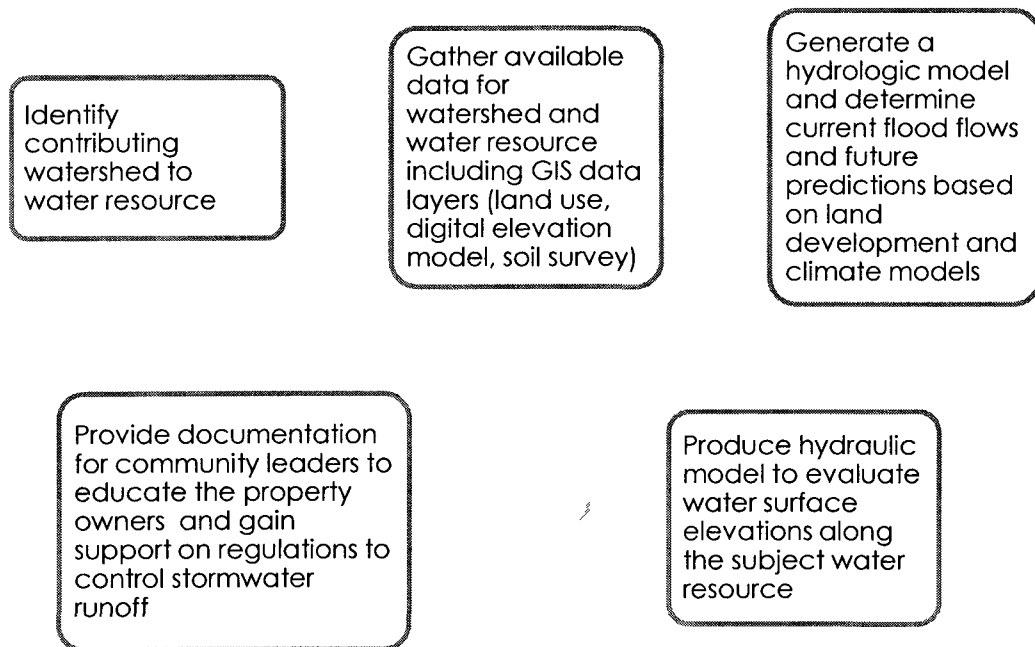 Identify
contributing
watershed to
water resource
Gather available
data for
watershed and
water resource
including GIS data
layers (land use,
digital elevation
model, soil survey)
Generate a
hydrologic model
and determine
current flood flows
and future
predictions based
on land
development and
climate models
Provide documentation
for community leaders to
educate the property
owners and gain
support on regulations to
control stormwater
runoff
Produce hydraulic
model to evaluate
water surface
elevations along
the subject water
resource